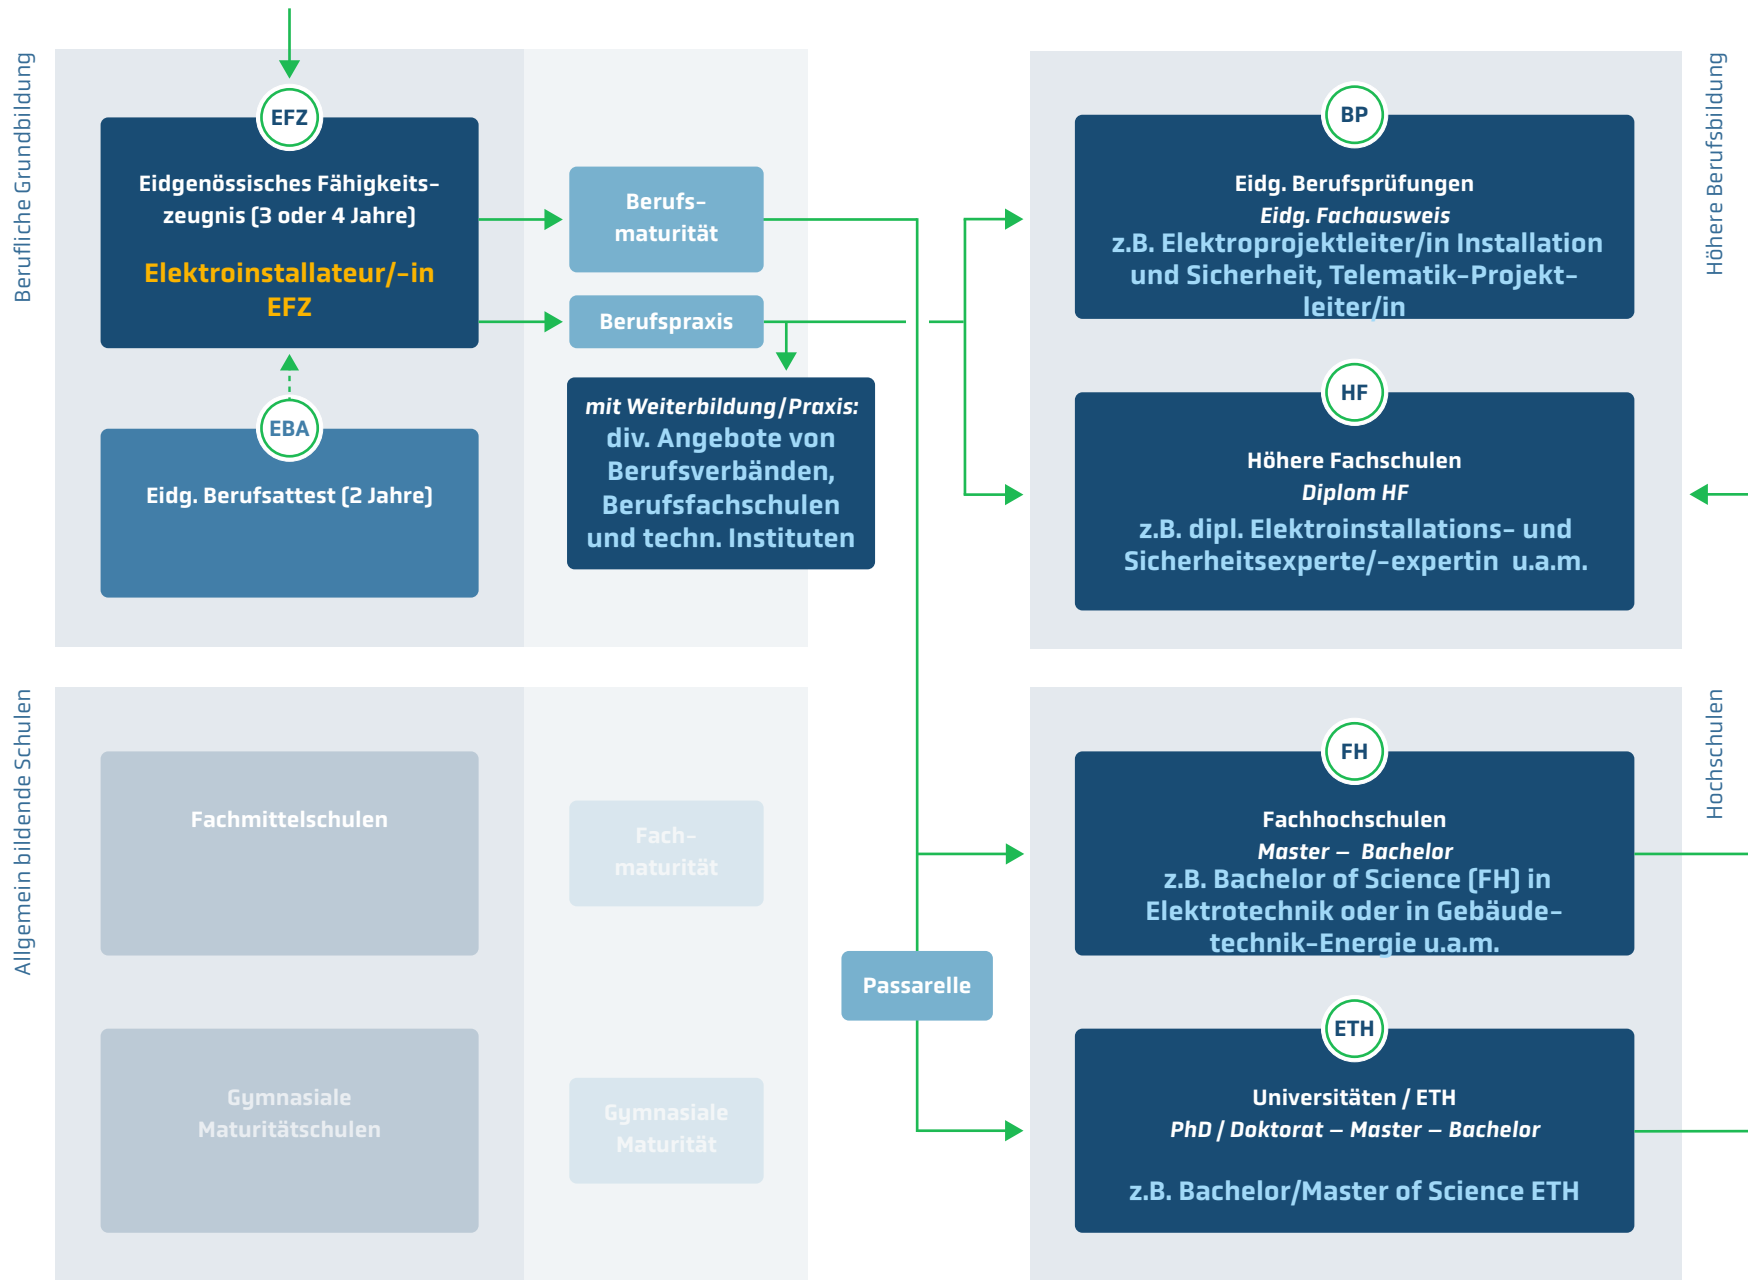 Berufliche Grundbildung
EFZ
Eidgenössisches Fähigkeits-
zeugnis (3 oder 4 Jahre)
Elektroinstallateur/-in
EFZ
EBA
Eidg. Berufsattest (2 Jahre)
Berufs-
maturität
Berufspraxis
mit Weiterbildung/Praxis:
div. Angebote von
Berufsverbänden,
Berufsfachschulen
und techn. Instituten
Höhere Berufsbildung
BP
Eidg. Berufsprüfungen
Eidg. Fachausweis
z.B. Elektroprojektleiter/in Installation
und Sicherheit, Telematik-Projekt-
leiter/in
HF
Höhere Fachschulen
Diplom HF
z.B. dipl. Elektroinstallations- und
Sicherheitsexperte/-expertin u.a.m.
Allgemein bildende Schulen
Fachmittelschulen
Fach-
maturität
Gymnasiale
Maturitätschulen
Gymnasiale
Maturität
Passarelle
Hochschulen
FH
Fachhochschulen
Master – Bachelor
z.B. Bachelor of Science (FH) in
Elektrotechnik oder in Gebäude-
technik-Energie u.a.m.
ETH
Universitäten / ETH
PhD / Doktorat – Master – Bachelor
z.B. Bachelor/Master of Science ETH